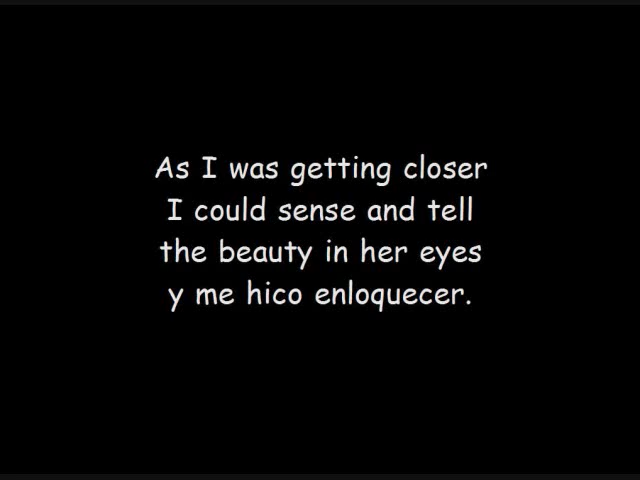 As I was getting closer
I could sense and tell
the beauty in her eyes
y me hico enloquecer.